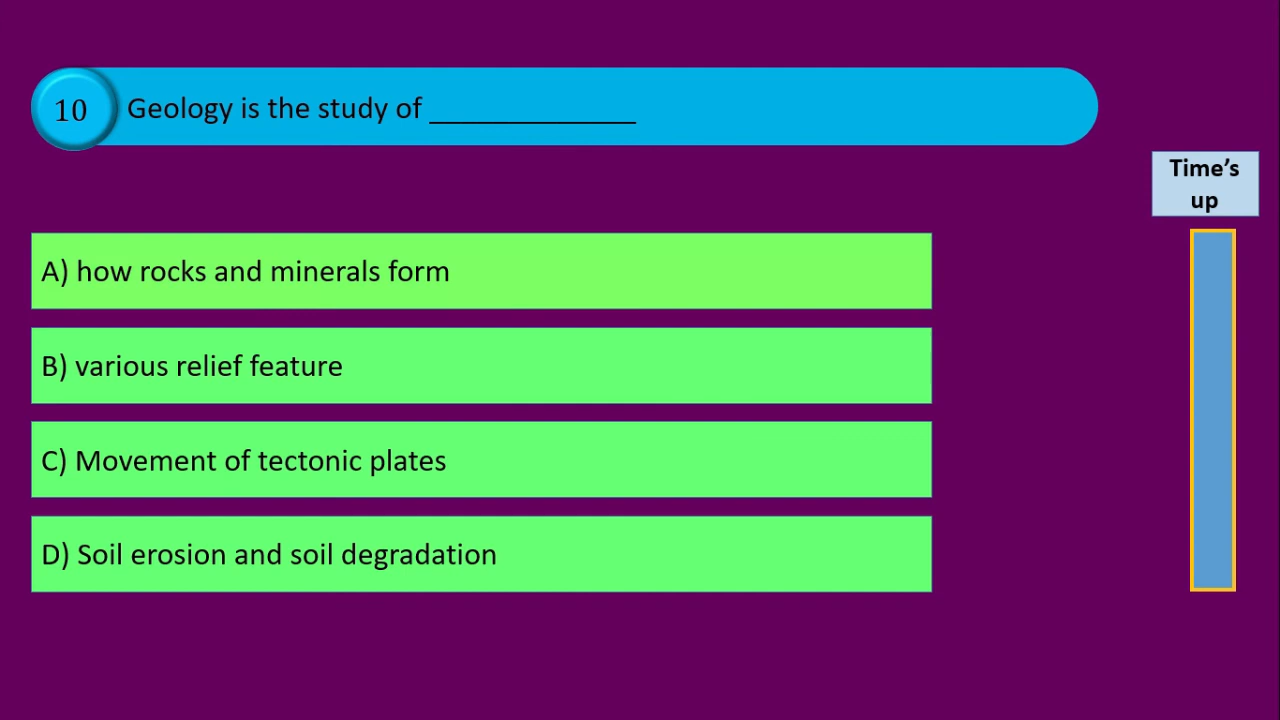 10 Geology is the study of ______________
Time’s
up
A) how rocks and minerals form
B) various relief feature
C) Movement of tectonic plates
D) Soil erosion and soil degradation